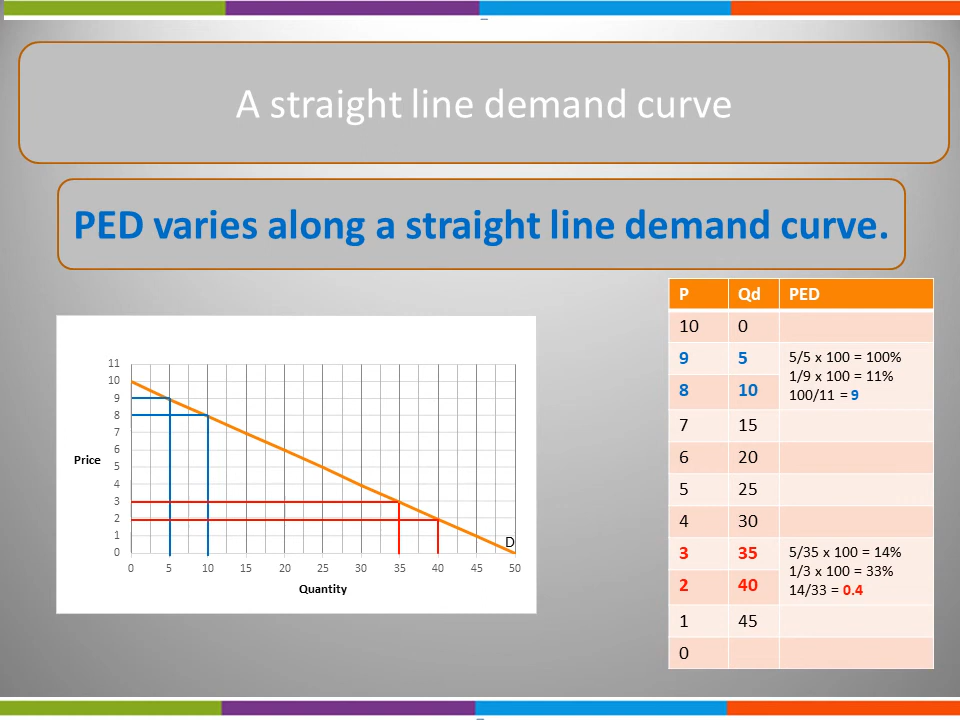 A straight line demand curve
PED varies along a straight line demand curve.
11
10
9
8
7
6
5
4
3
2
1
0
Price
D
0 5 10 15 20 25 30 35 40 45 50
Quantity
P Qd PED
10 0
9 5
8 10
5/5 x 100 = 100%
1/9 x 100 = 11%
100/11 = 9
7 15
6 20
5 25
4 30
3 35
2 40
5/35 x 100 = 14%
1/3 x 100 = 33%
14/33 = 0.4
1 45
0